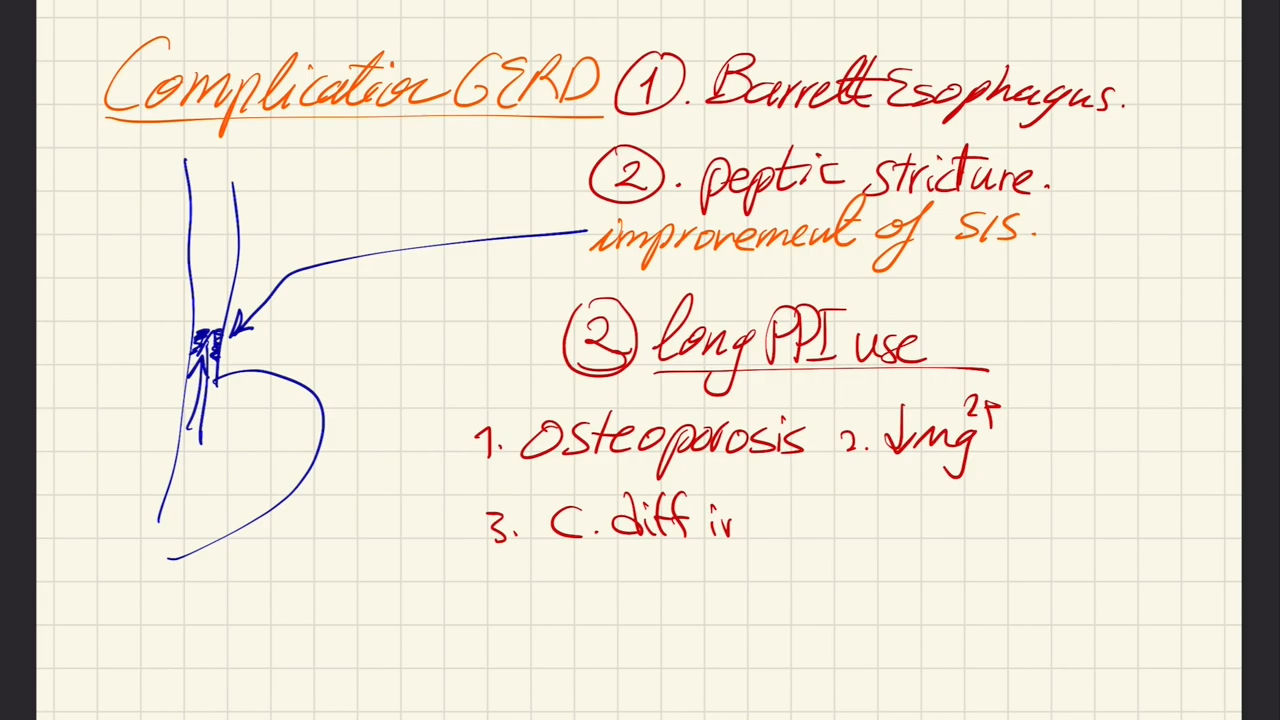 Complication GERD ①. Barrett Esophagus.
②. peptic stricture.
improvement of S/S.
② long PPI use
1. Osteoporosis 2. ↓Mg²⁺
3. C. diff in